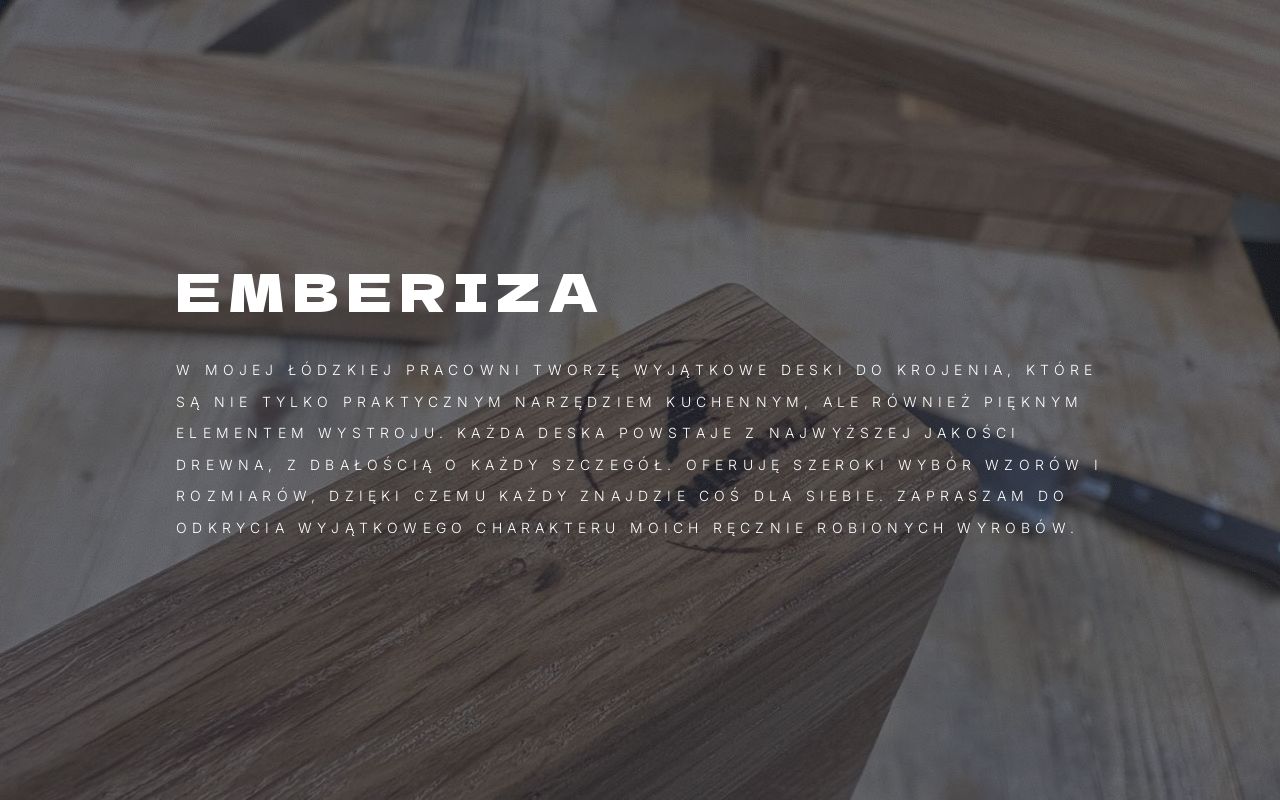 EMBERIZA
W MOJEJ ŁÓDZKIEJ PRACOWNI TWORZĘ WYJĄTKOWE DESKI DO KROJENIA, KTÓRE
SĄ NIE TYLKO PRAKTYCZNYM NARZĘDZIEM KUCHENNYM, ALE RÓWNIEŻ PIĘKNYM
ELEMENTEM WYSTROJU. KAŻDA DESKA POWSTAJE Z NAJWYŻSZEJ JAKOŚCI
DREWNA, Z DBAŁOŚCIĄ O KAŻDY SZCZEGÓŁ. OFERUJĘ SZEROKI WYBÓR WZORÓW I
ROZMIARÓW, DZIĘKI CZEMU KAŻDY ZNAJDZIE COŚ DLA SIEBIE. ZAPRASZAM DO
ODKRYCIA WYJĄTKOWEGO CHARAKTERU MOICH RĘCZNIE ROBIONYCH WYROBÓW.
EMBERIZA